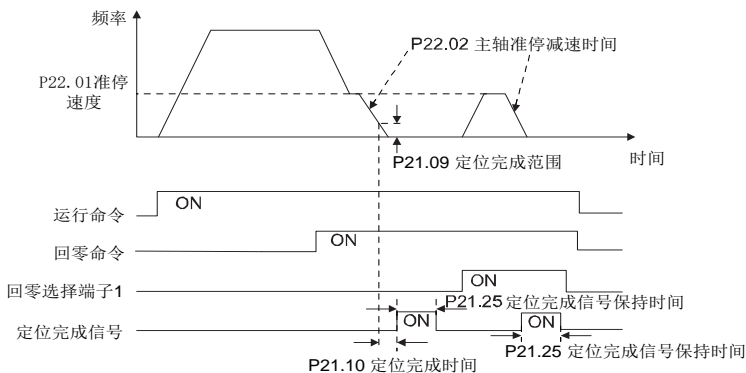 频率
P22.02 主轴准停减速时间
P22.01准停
速度
P21.09 定位完成范围
时间
运行命令
ON
回零命令
ON
回零选择端子1
ON
P21.25定位完成信号保持时间
定位完成信号
ON
ON
P21.10 定位完成时间
P21.25 定位完成信号保持时间